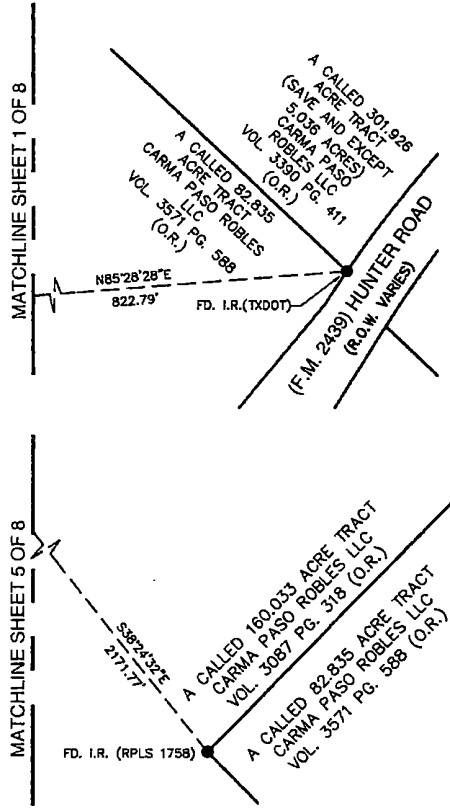 MATCHLINE SHEET 1 OF 8
A CALLED 301.926
ACRE TRACT
(SAVE AND EXCEPT
5.036 ACRES)
CARMA PASO
ROBLES LLC
VOL. 3390 PG. 411
(O.R.)
A CALLED 82.835
ACRE TRACT
CARMA PASO ROBLES
LLC
VOL. 3571 PG. 588
(O.R.)
N85°28'28"E
822.79'
FD. I.R.(TXDOT)
(F.M. 2439) HUNTER ROAD
(R.O.W. VARIES)
MATCHLINE SHEET 5 OF 8
S38°24'32"E
2171.77'
A CALLED 160.033 ACRE TRACT
CARMA PASO ROBLES LLC
VOL. 3087 PG. 318 (O.R.)
FD. I.R. (RPLS 1758)
A CALLED 82.835 ACRE TRACT
CARMA PASO ROBLES LLC
VOL. 3571 PG. 588 (O.R.)